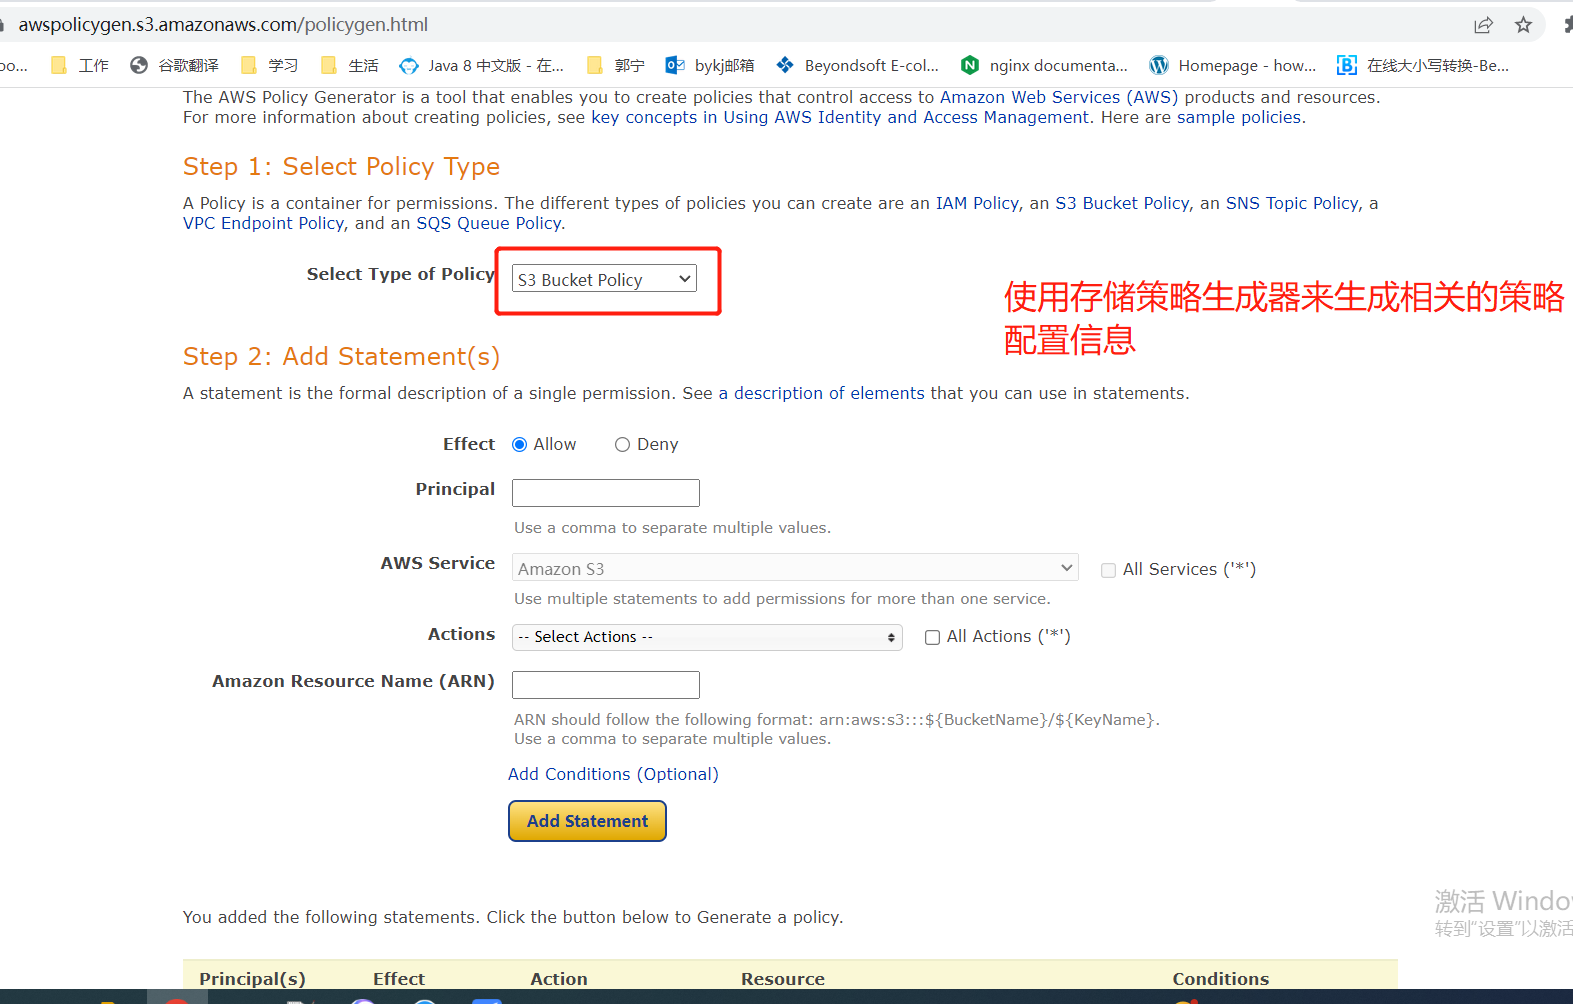 awspolicygen.s3.amazonaws.com/policygen.html
oo... 工作 谷歌翻译 学习 生活 Java 8 中文版 - 在... 郭宁 bykj邮箱 Beyondsoft E-col... nginx documenta... Homepage - how... 在线大小写转换-Be...
The AWS Policy Generator is a tool that enables you to create policies that control access to Amazon Web Services (AWS) products and resources.
For more information about creating policies, see key concepts in Using AWS Identity and Access Management. Here are sample policies.
Step 1: Select Policy Type
A Policy is a container for permissions. The different types of policies you can create are an IAM Policy, an S3 Bucket Policy, an SNS Topic Policy, a
VPC Endpoint Policy, and an SQS Queue Policy.
Select Type of Policy S3 Bucket Policy
使用存储策略生成器来生成相关的策略
配置信息
Step 2: Add Statement(s)
A statement is the formal description of a single permission. See a description of elements that you can use in statements.
Effect Allow Deny
Principal
Use a comma to separate multiple values.
AWS Service Amazon S3 All Services ('*')
Use multiple statements to add permissions for more than one service.
Actions -- Select Actions -- All Actions ('*')
Amazon Resource Name (ARN)
ARN should follow the following format: arn:aws:s3:::${BucketName}/${KeyName}.
Use a comma to separate multiple values.
Add Conditions (Optional)
Add Statement
激活 Windo
转到"设置"以激活
You added the following statements. Click the button below to Generate a policy.
Principal(s) Effect Action Resource Conditions